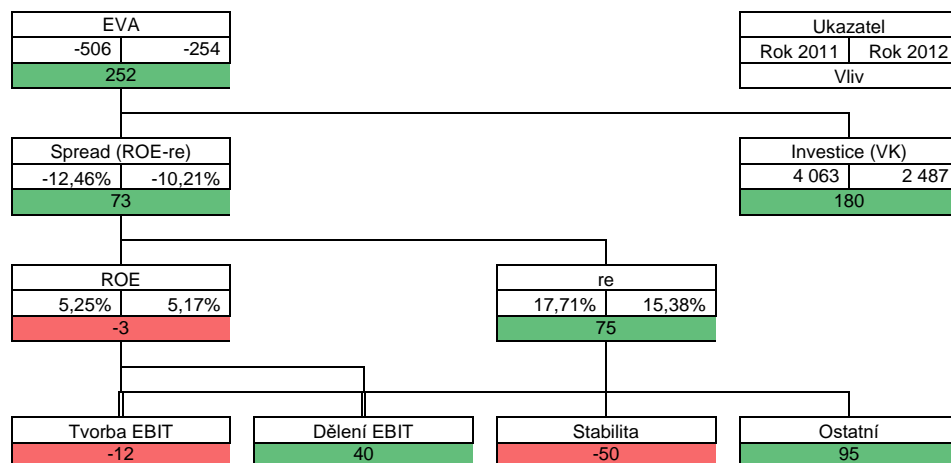 EVA
-506 -254
252
Ukazatel
Rok 2011 Rok 2012
Vliv
Spread (ROE-re)
-12,46% -10,21%
73
Investice (VK)
4 063 2 487
180
ROE
5,25% 5,17%
-3
re
17,71% 15,38%
75
Tvorba EBIT
-12
Dělení EBIT
40
Stabilita
-50
Ostatní
95